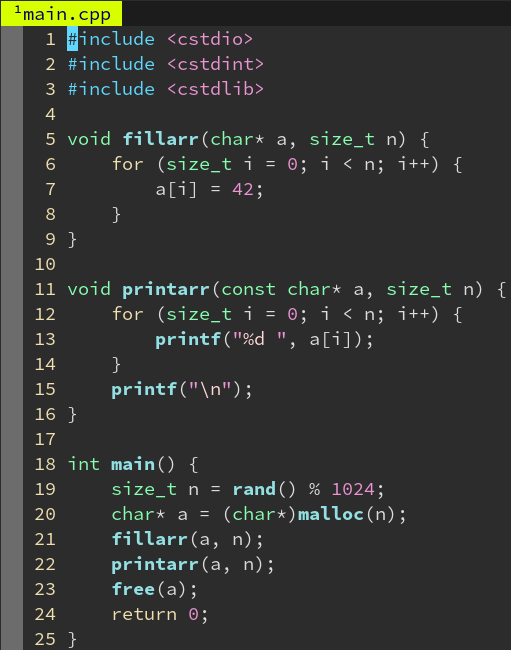 ¹main.cpp
1 #include <cstdio>
2 #include <cstdint>
3 #include <cstdlib>
4
5 void fillarr(char* a, size_t n) {
6     for (size_t i = 0; i < n; i++) {
7         a[i] = 42;
8     }
9 }
10
11 void printarr(const char* a, size_t n) {
12     for (size_t i = 0; i < n; i++) {
13         printf("%d ", a[i]);
14     }
15     printf("\n");
16 }
17
18 int main() {
19     size_t n = rand() % 1024;
20     char* a = (char*)malloc(n);
21     fillarr(a, n);
22     printarr(a, n);
23     free(a);
24     return 0;
25 }